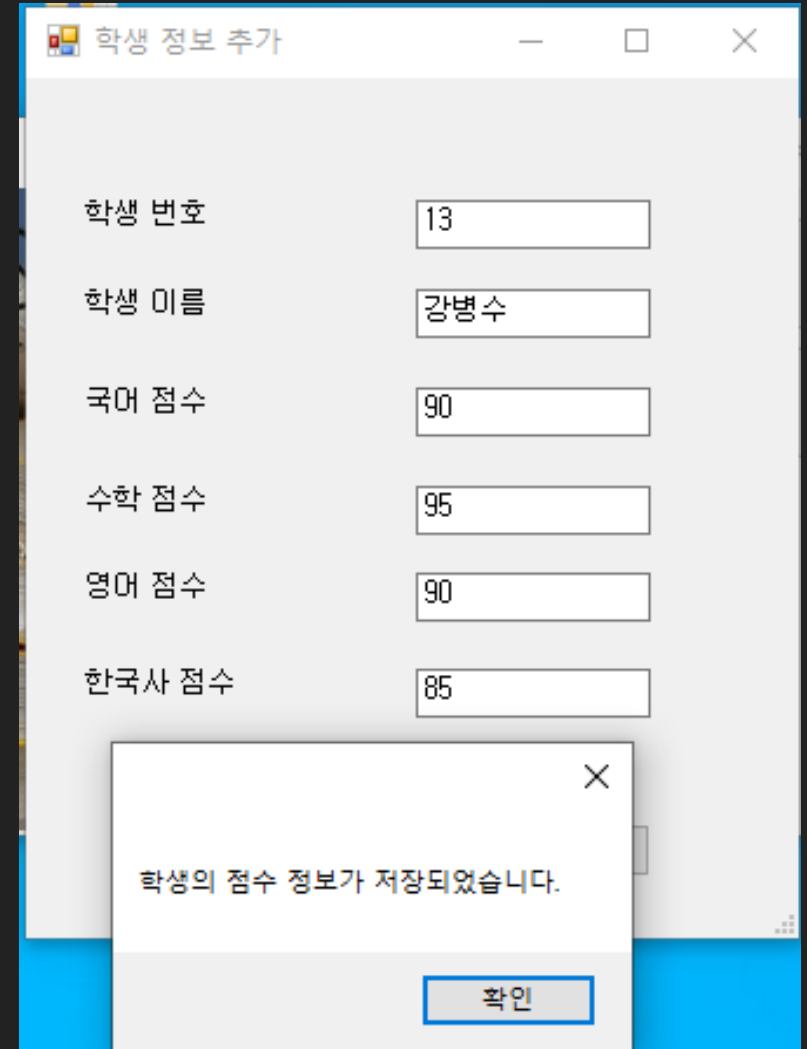 학생 정보 추가
학생 번호 13
학생 이름 강병수
국어 점수 90
수학 점수 95
영어 점수 90
한국사 점수 85
학생의 점수 정보가 저장되었습니다.
확인